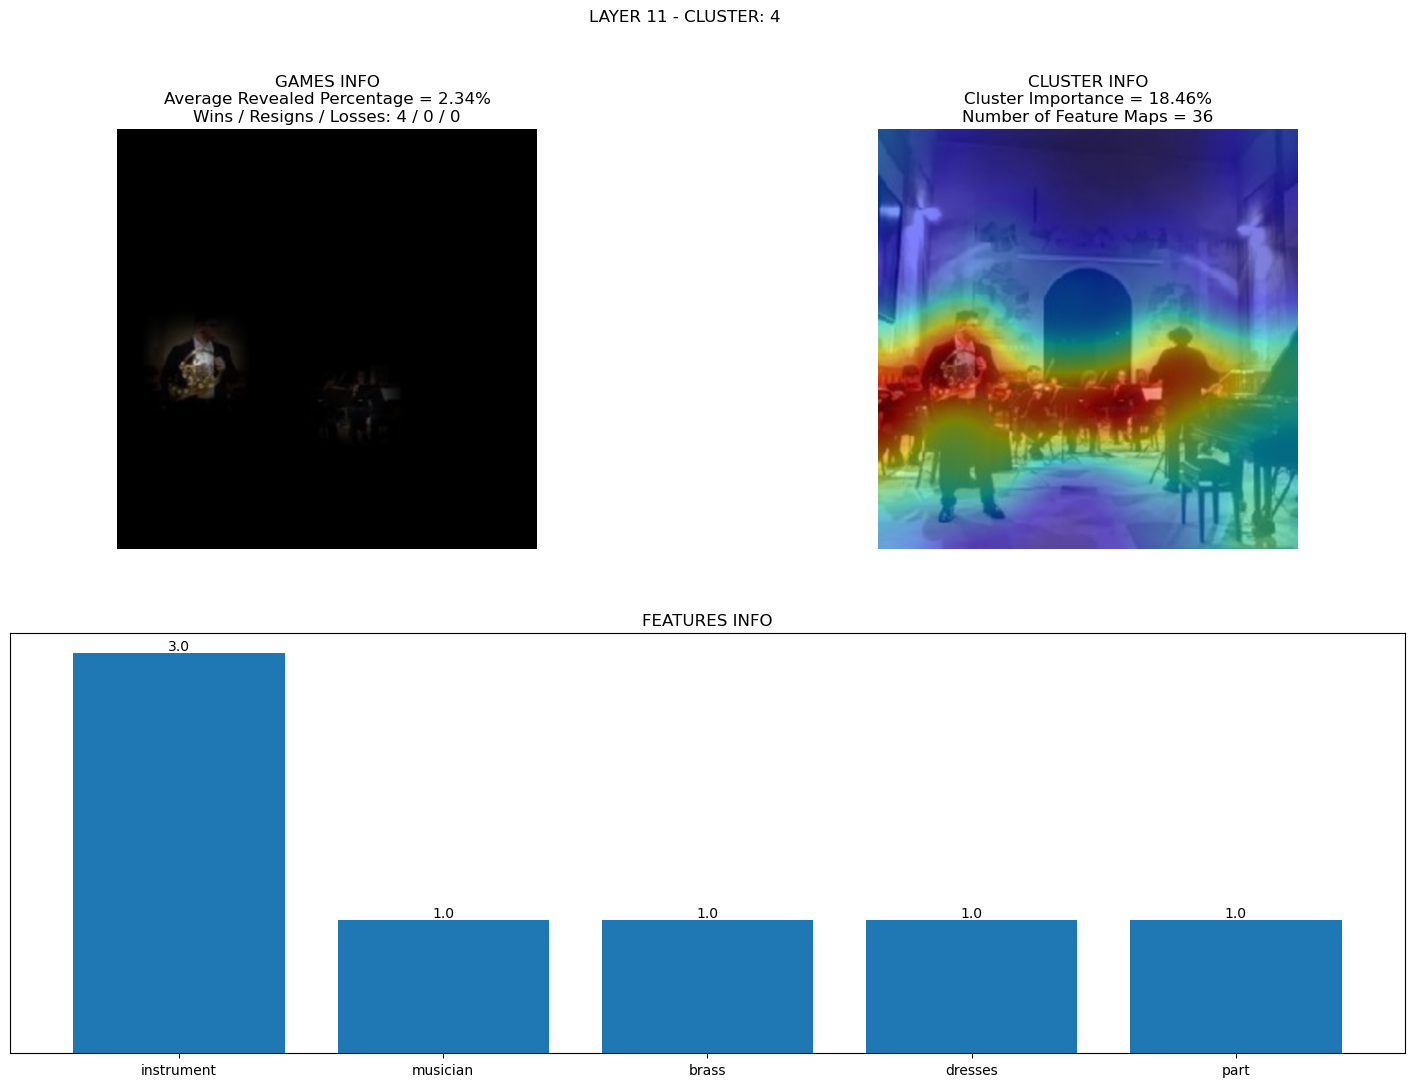 LAYER 11 - CLUSTER: 4
GAMES INFO
Average Revealed Percentage = 2.34%
Wins / Resigns / Losses: 4 / 0 / 0
CLUSTER INFO
Cluster Importance = 18.46%
Number of Feature Maps = 36
FEATURES INFO
3.0
1.0
1.0
1.0
1.0
instrument
musician
brass
dresses
part